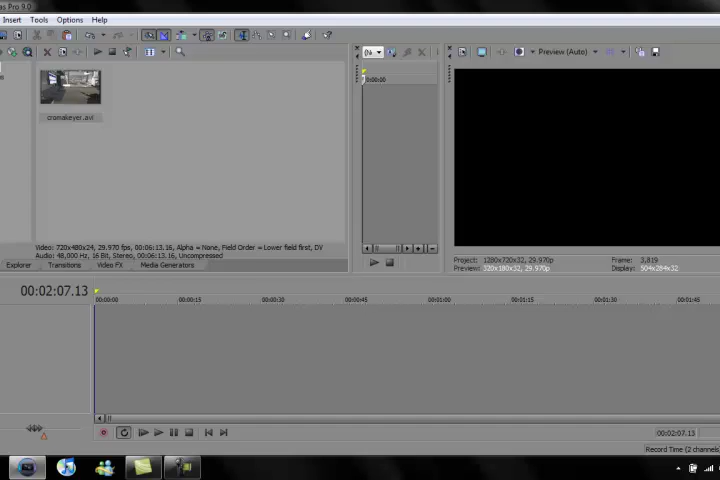 as Pro 9.0
Insert Tools Options Help
Preview (Auto)
0:00:00
cromakeyer.avi
Video: 720x480x24, 29.970 fps, 00:06:13.16, Alpha = None, Field Order = Lower field first, DV
Audio: 48,000 Hz, 16 Bit, Stereo, 00:06:13.16, Uncompressed
Explorer Transitions Video FX Media Generators
Project: 1280x720x32, 29.970p
Preview: 320x180x32, 29.970p
Frame: 3,819
Display: 504x284x32
00:02:07.13
00:00:00 00:00:15 00:00:30 00:00:45 00:01:00 00:01:15 00:01:30 00:01:45
00:02:07.13
Record Time (2 channels)